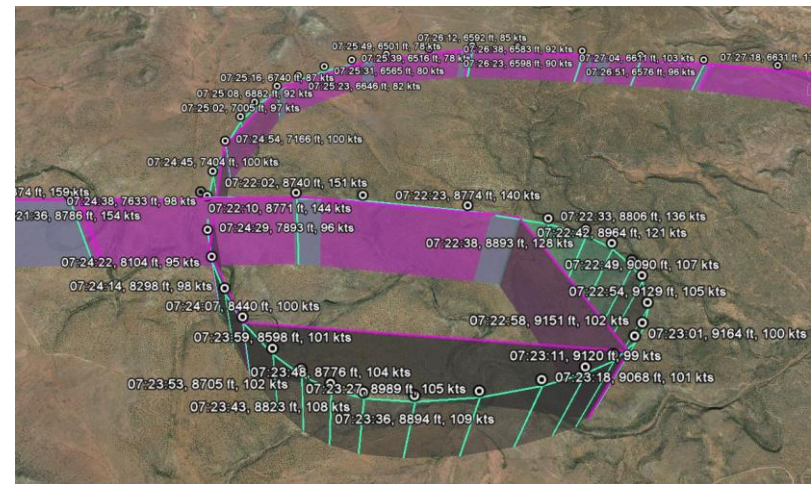 07:26:12, 6592 ft, 85 kts
07:25:49, 6501 ft, 78 kts
07:26:38, 6583 ft, 92 kts
07:25:39, 6516 ft, 78 kts
07:27:04, 6611 ft, 103 kts
07:27:18, 6631 ft, 11
07:25:31, 6565 ft, 80 kts
07:26:23, 6598 ft, 90 kts
07:26:51, 6576 ft, 96 kts
07:25:16, 6740 ft, 87 kts
07:25:23, 6646 ft, 82 kts
07:25:08, 6882 ft, 92 kts
07:25:02, 7005 ft, 97 kts
07:24:54, 7166 ft, 100 kts
07:24:45, 7404 ft, 100 kts
874 ft, 159 kts
07:24:38, 7633 ft, 98 kts
07:22:02, 8740 ft, 151 kts
07:22:23, 8774 ft, 140 kts
07:22:10, 8771 ft, 144 kts
21:36, 8786 ft, 154 kts
07:22:33, 8806 ft, 136 kts
07:24:29, 7893 ft, 96 kts
07:22:42, 8964 ft, 121 kts
07:22:38, 8893 ft, 128 kts
07:24:22, 8104 ft, 95 kts
07:22:49, 9090 ft, 107 kts
07:24:14, 8298 ft, 98 kts
07:22:54, 9129 ft, 105 kts
07:24:07, 8440 ft, 100 kts
07:22:58, 9151 ft, 102 kts
07:23:01, 9164 ft, 100 kts
07:23:59, 8598 ft, 101 kts
07:23:11, 9120 ft, 99 kts
07:23:48, 8776 ft, 104 kts
07:23:18, 9068 ft, 101 kts
07:23:53, 8705 ft, 102 kts
07:23:27, 8989 ft, 105 kts
07:23:43, 8823 ft, 108 kts
07:23:36, 8894 ft, 109 kts